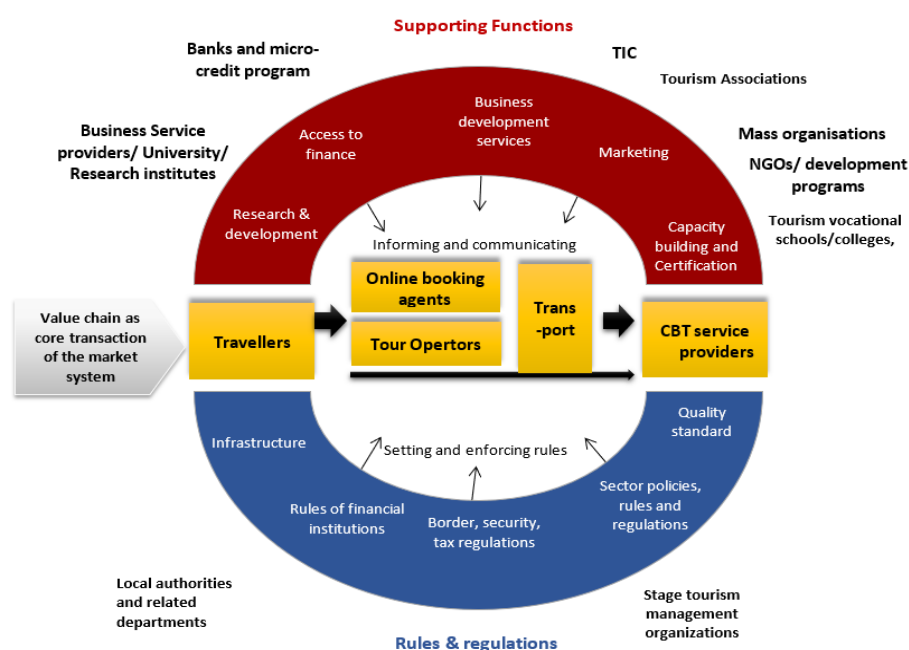 Supporting Functions
Banks and micro-
credit program
TIC
Tourism Associations
Business
development
services
Access to
finance
Marketing
Business Service
providers/ University/
Research institutes
Mass organisations
NGOs/ development
programs
Research &
development
Capacity
building and
Certification
Tourism vocational
schools/colleges,
Informing and communicating
Online booking
agents
Trans
-port
Value chain as
core transaction
of the market
system
Travellers
Tour Opertors
CBT service
providers
Quality
standard
Infrastructure
Setting and enforcing rules
Rules of financial
institutions
Border, security,
tax regulations
Sector policies,
rules and
regulations
Local authorities
and related
departments
Stage tourism
management
organizations
Rules & regulations